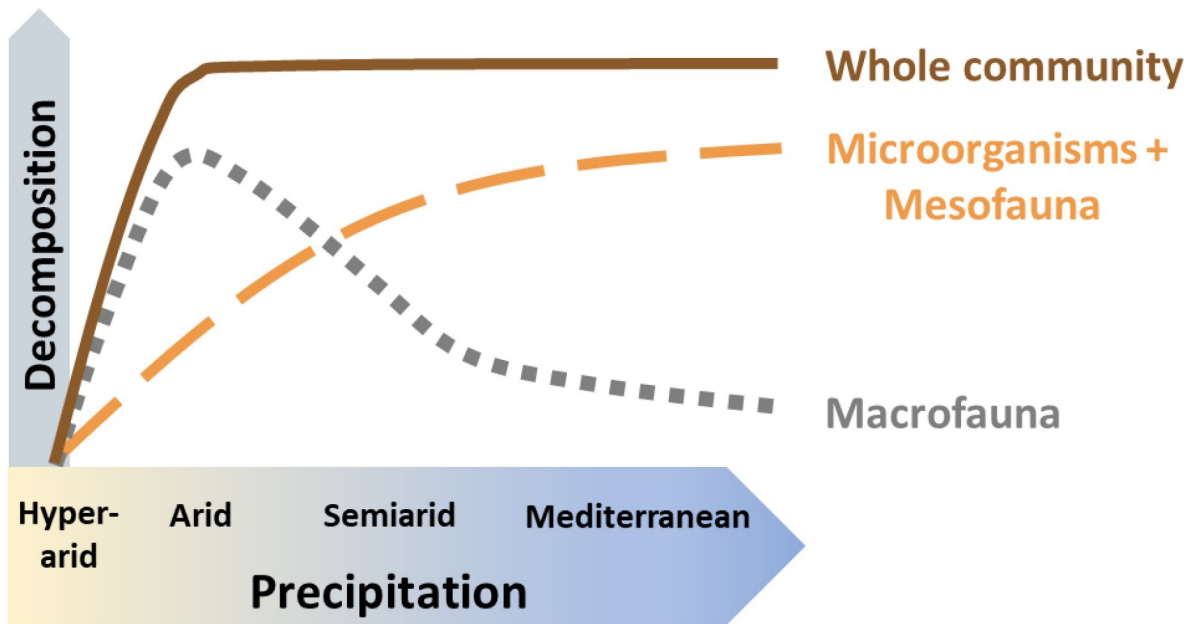 Decomposition
Whole community
Microorganisms +
Mesofauna
Macrofauna
Hyper-
arid
Arid
Semiarid
Mediterranean
Precipitation